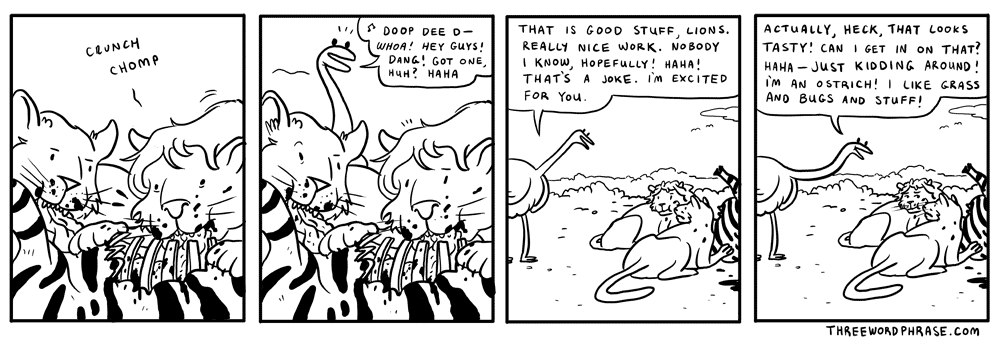 CRUNCH
CHOMP
♪ DOOP DEE D—
WHOA! HEY GUYS!
DANG! GOT ONE,
HUH? HAHA
THAT IS GOOD STUFF, LIONS.
REALLY NICE WORK. NOBODY
I KNOW, HOPEFULLY! HAHA!
THAT'S A JOKE. I'M EXCITED
FOR YOU.
ACTUALLY, HECK, THAT LOOKS
TASTY! CAN I GET IN ON THAT?
HAHA—JUST KIDDING AROUND!
I'M AN OSTRICH! I LIKE GRASS
AND BUGS AND STUFF!
THREEWORDPHRASE.COM